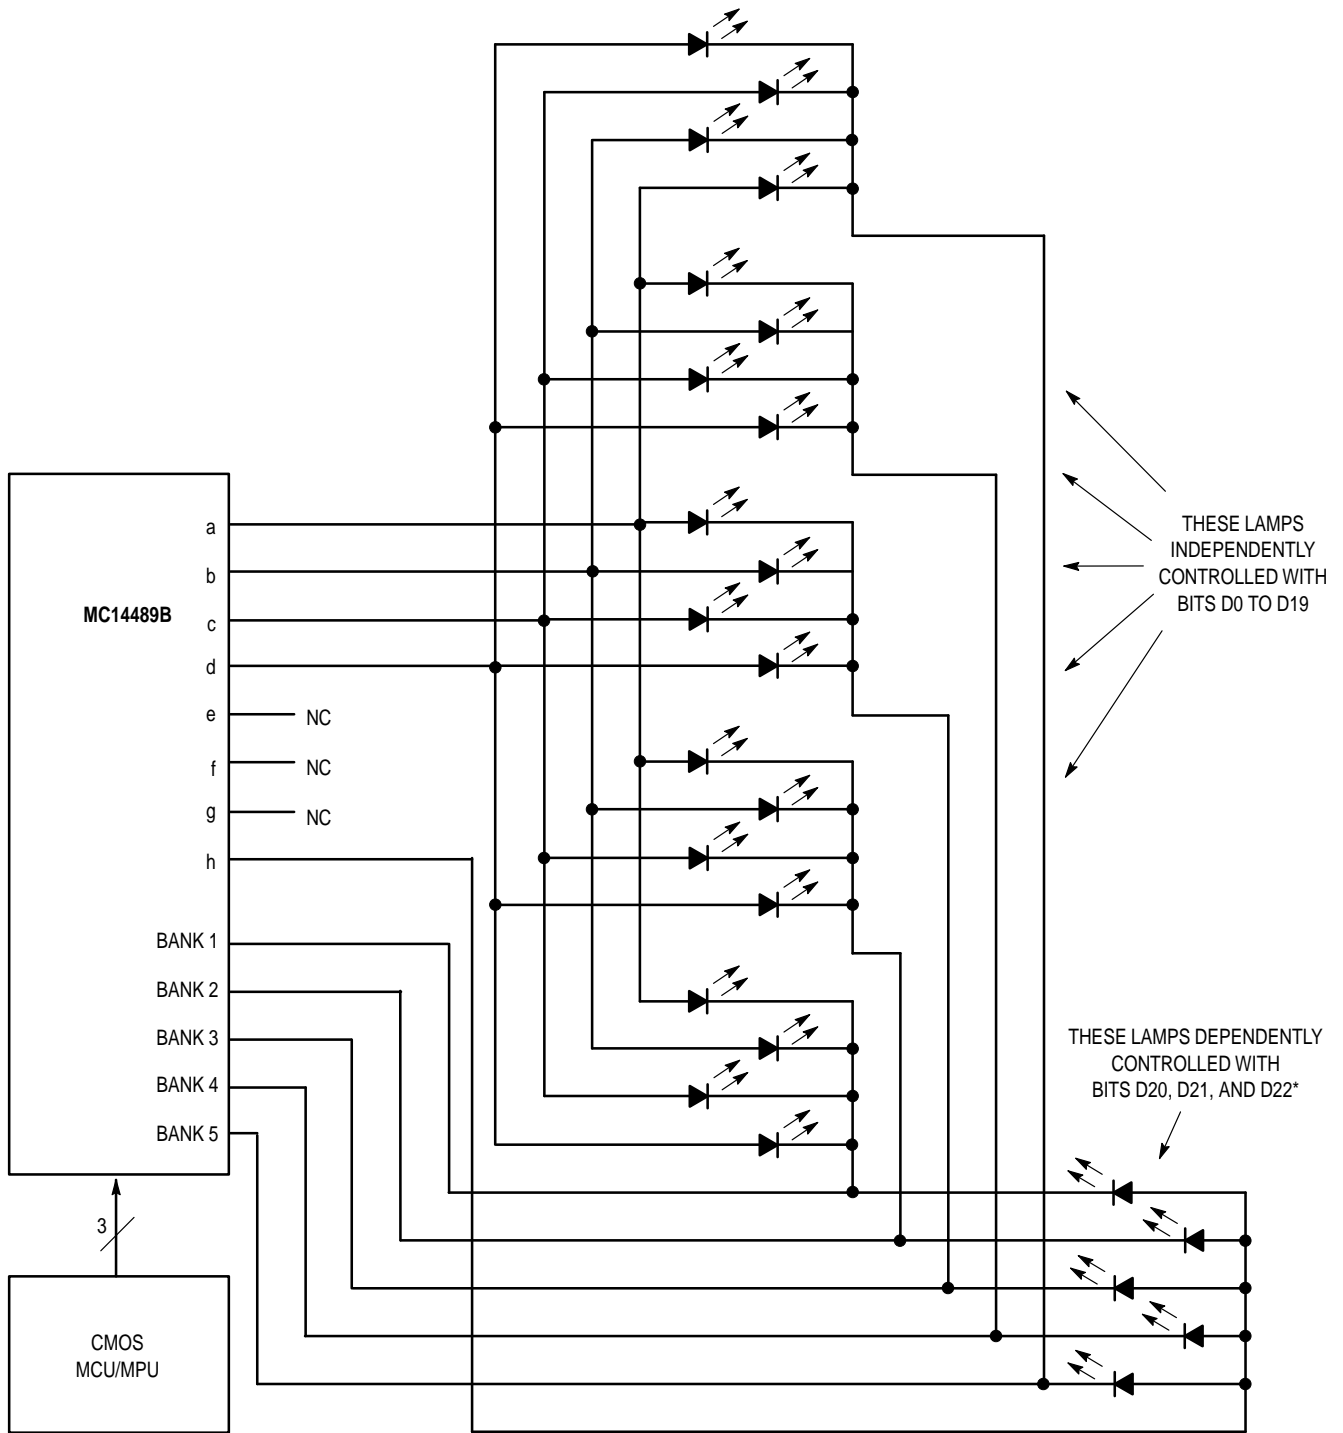 THESE LAMPS
INDEPENDENTLY
CONTROLLED WITH
BITS D0 TO D19
MC14489B
a
b
c
d
e
NC
f
NC
g
NC
h
BANK 1
BANK 2
BANK 3
BANK 4
BANK 5
THESE LAMPS DEPENDENTLY
CONTROLLED WITH
BITS D20, D21, AND D22*
3
CMOS
MCU/MPU